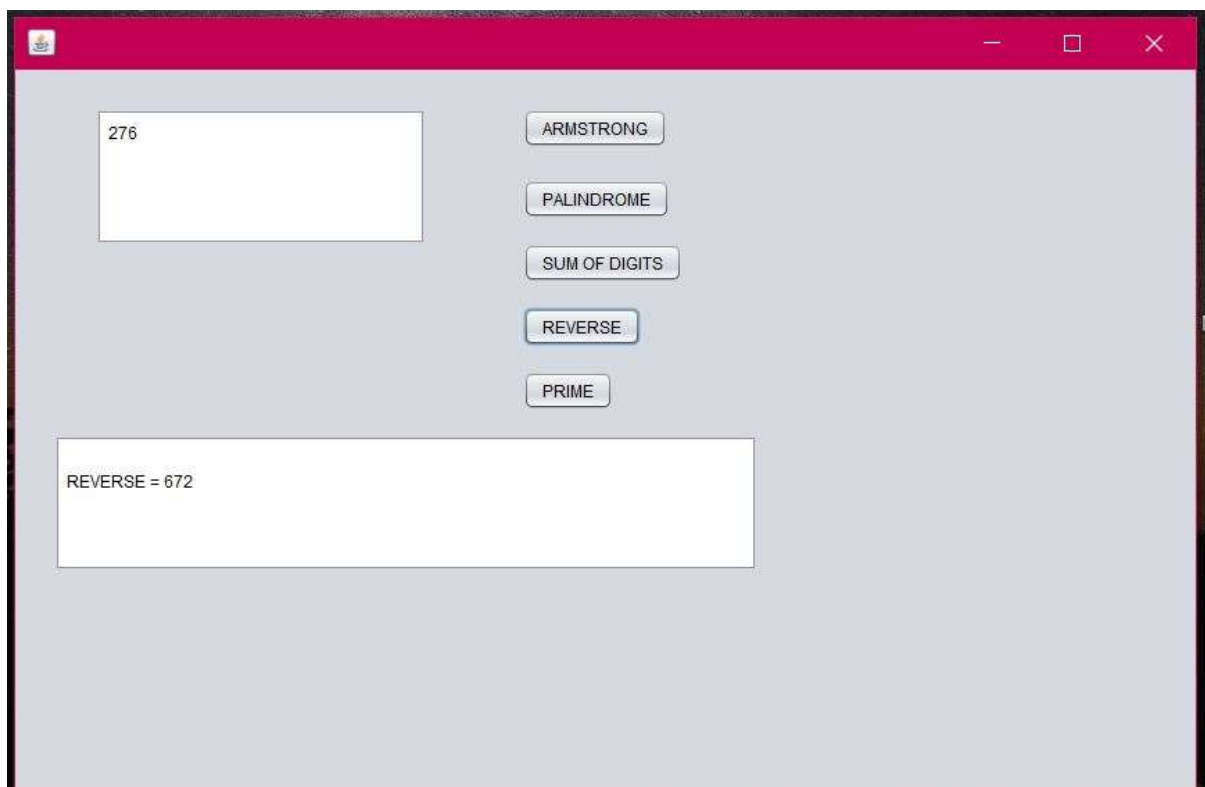 276
ARMSTRONG
PALINDROME
SUM OF DIGITS
REVERSE
PRIME
REVERSE = 672